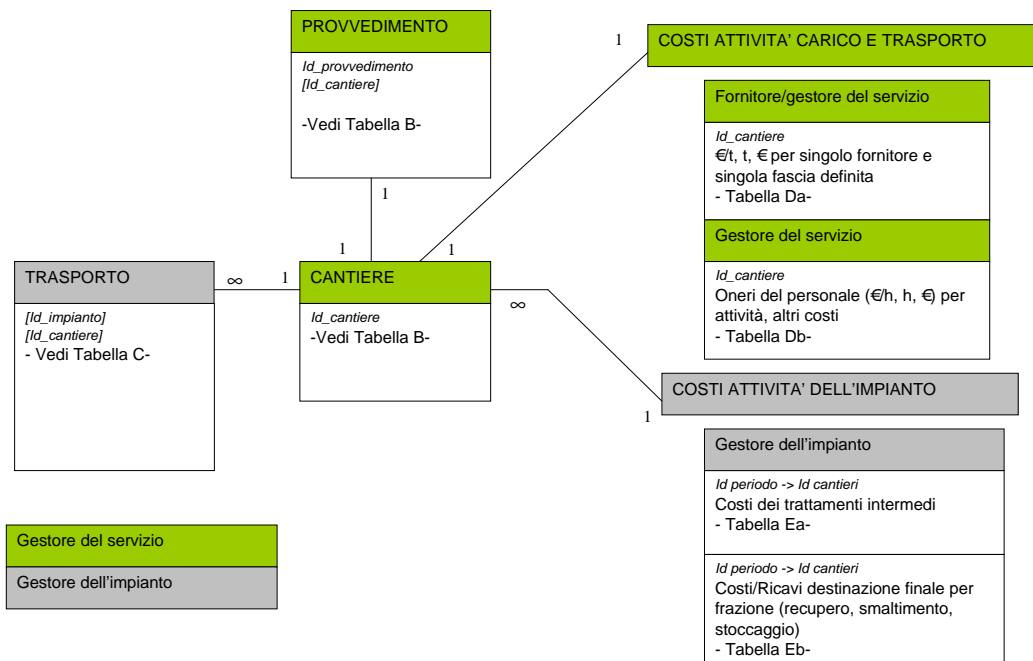 PROVVEDIMENTO
Id_provvedimento
[Id_cantiere]
-Vedi Tabella B-
1
1
COSTI ATTIVITA' CARICO E TRASPORTO
Fornitore/gestore del servizio
Id_cantiere
€/t, t, € per singolo fornitore e
singola fascia definita
- Tabella Da-
Gestore del servizio
Id_cantiere
Oneri del personale (€/h, h, €) per
attività, altri costi
- Tabella Db-
1
1
TRASPORTO
[Id_impianto]
[Id_cantiere]
- Vedi Tabella C-
∞
1
CANTIERE
Id_cantiere
-Vedi Tabella B-
∞
1
COSTI ATTIVITA' DELL'IMPIANTO
Gestore dell'impianto
Id periodo -> Id cantieri
Costi dei trattamenti intermedi
- Tabella Ea-
Id periodo -> Id cantieri
Costi/Ricavi destinazione finale per
frazione (recupero, smaltimento,
stoccaggio)
- Tabella Eb-
Gestore del servizio
Gestore dell'impianto